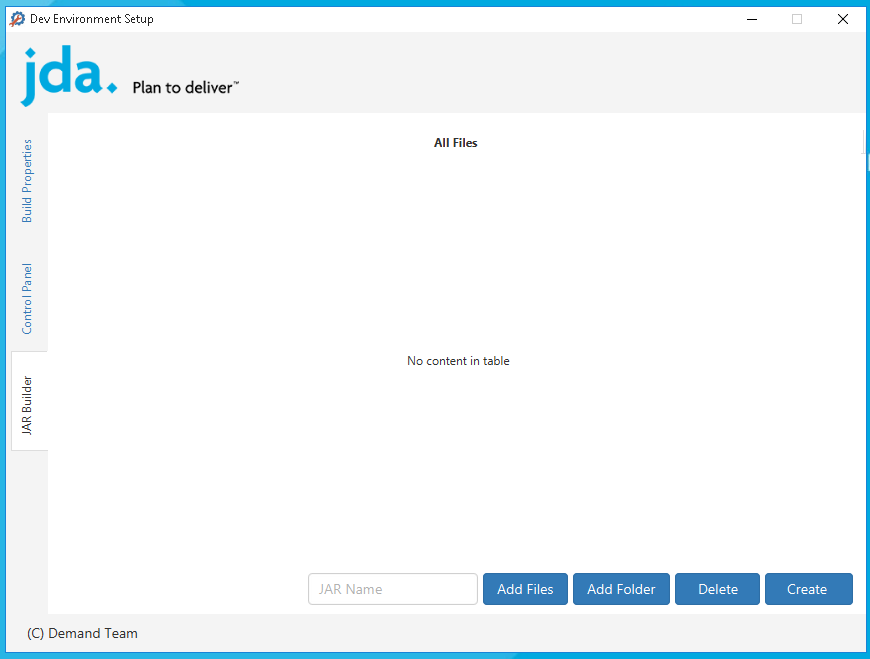 Dev Environment Setup
jda.
Plan to deliver™
Build Properties
Control Panel
JAR Builder
All Files
No content in table
JAR Name
Add Files
Add Folder
Delete
Create
(C) Demand Team